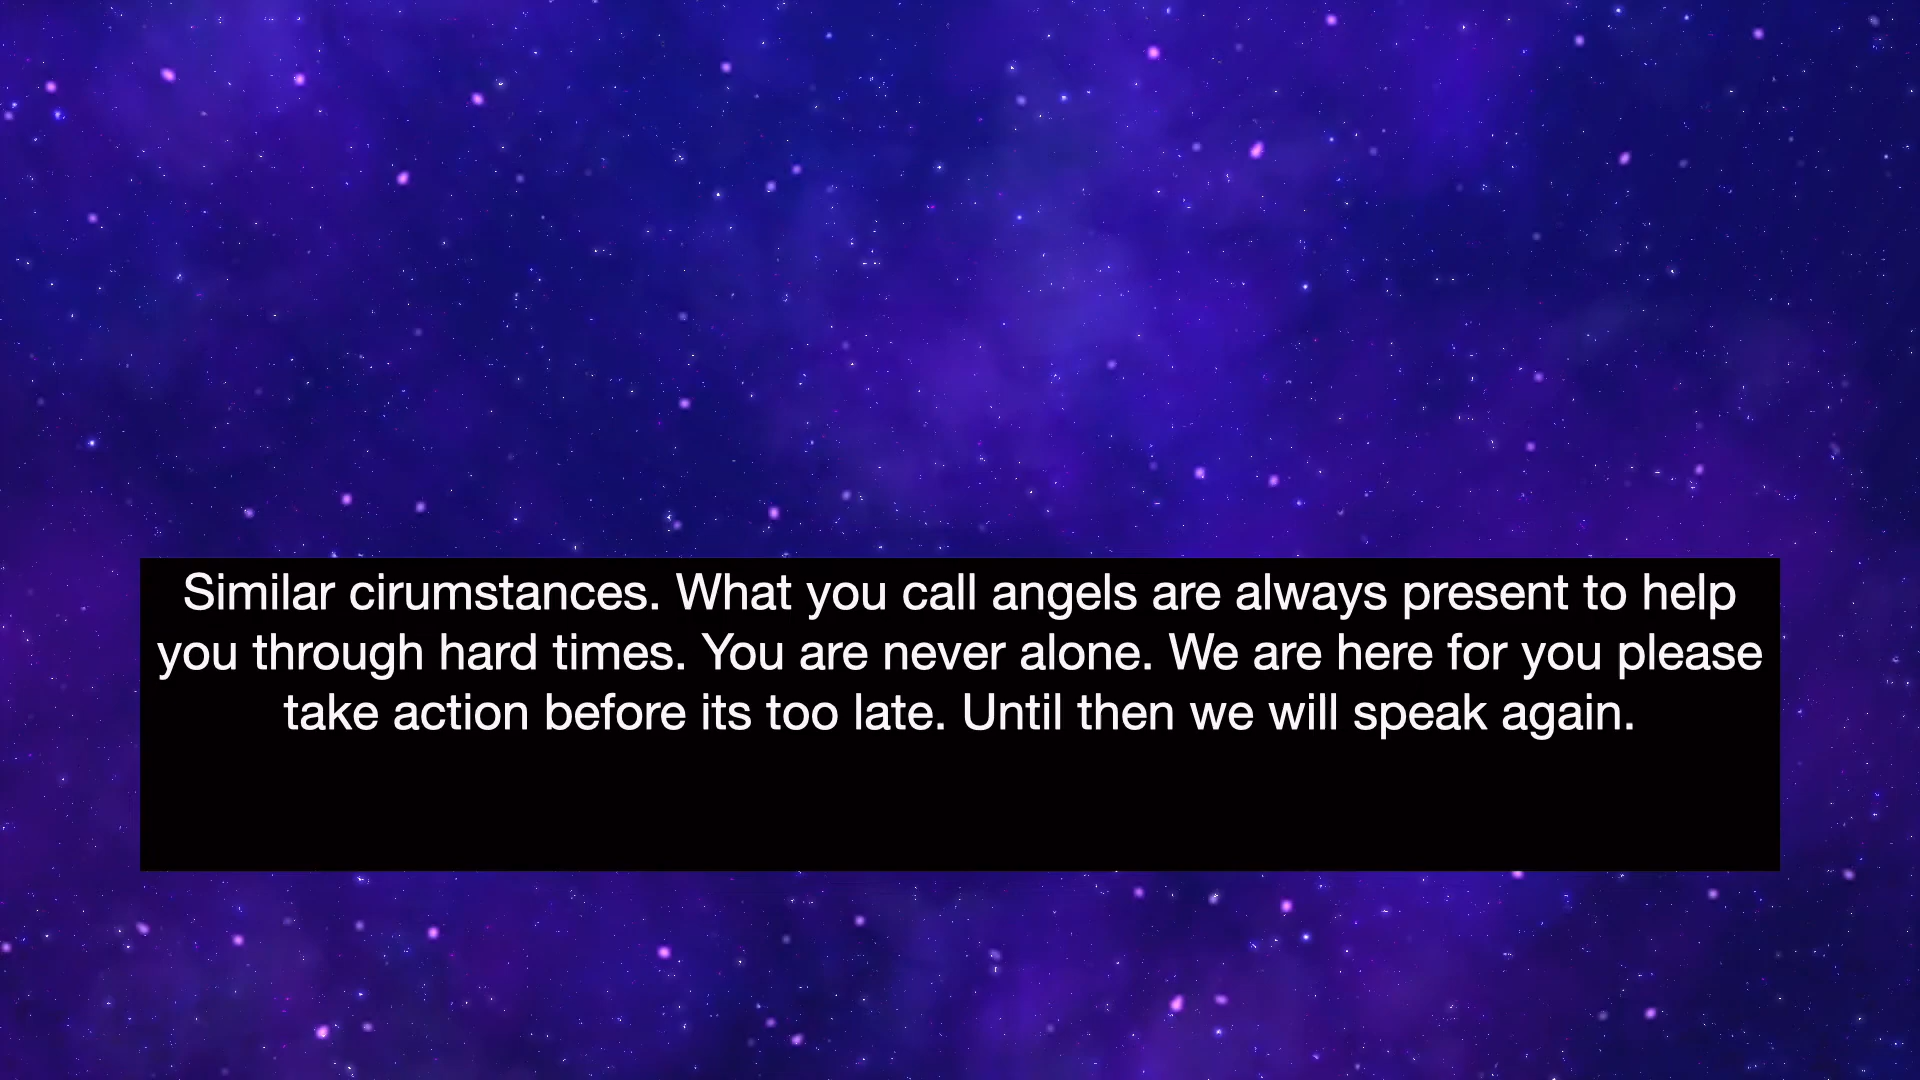 Similar cirumstances. What you call angels are always present to help
you through hard times. You are never alone. We are here for you please
take action before its too late. Until then we will speak again.